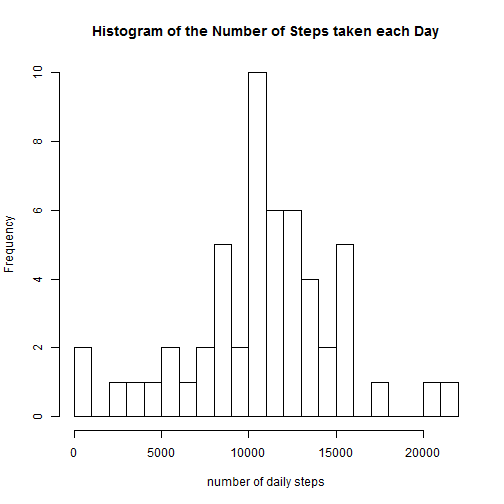 Histogram of the Number of Steps taken each Day
Frequency
10
8
6
4
2
0
0 5000 10000 15000 20000
number of daily steps